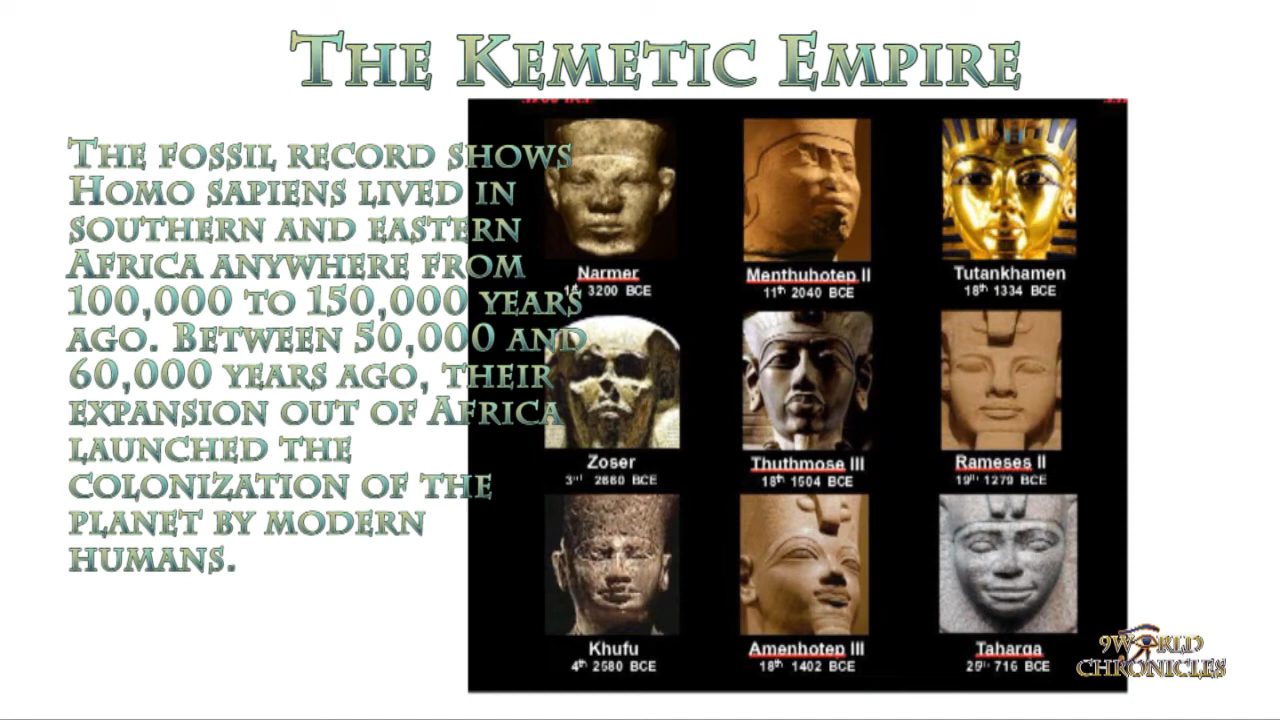 The Kemetic Empire
The fossil record shows
Homo sapiens lived in
southern and eastern
Africa anywhere from
100,000 to 150,000 years
ago. Between 50,000 and
60,000 years ago, their
expansion out of Africa
launched the
colonization of the
planet by modern
humans.
Narmer
1st 3200 BCE
Menthuhotep II
11th 2040 BCE
Tutankhamen
18th 1334 BCE
Zoser
3rd 2660 BCE
Thuthmose III
18th 1504 BCE
Rameses II
19th 1279 BCE
Khufu
4th 2580 BCE
Amenhotep III
18th 1402 BCE
Taharqa
25th 716 BCE
9World
Chronicles